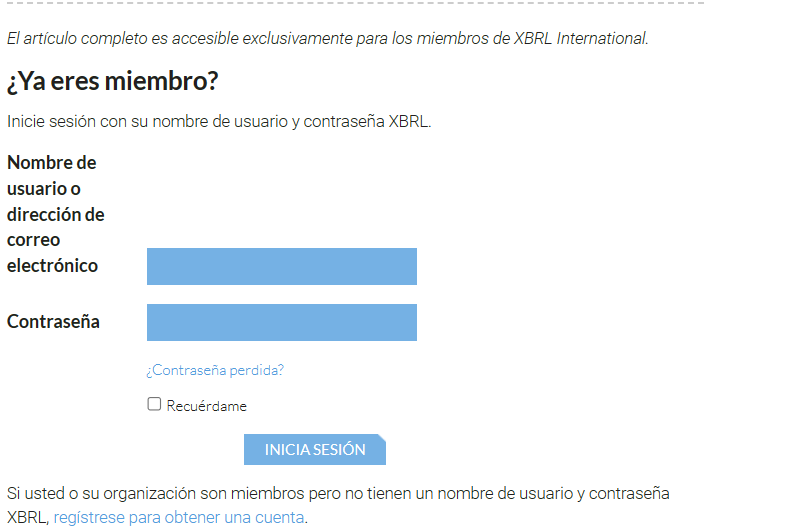 El artículo completo es accesible exclusivamente para los miembros de XBRL International.
¿Ya eres miembro?
Inicie sesión con su nombre de usuario y contraseña XBRL.
Nombre de
usuario o
dirección de
correo
electrónico
Contraseña
¿Contraseña perdida?
Recuérdame
INICIA SESIÓN
Si usted o su organización son miembros pero no tienen un nombre de usuario y contraseña
XBRL, regístrese para obtener una cuenta.